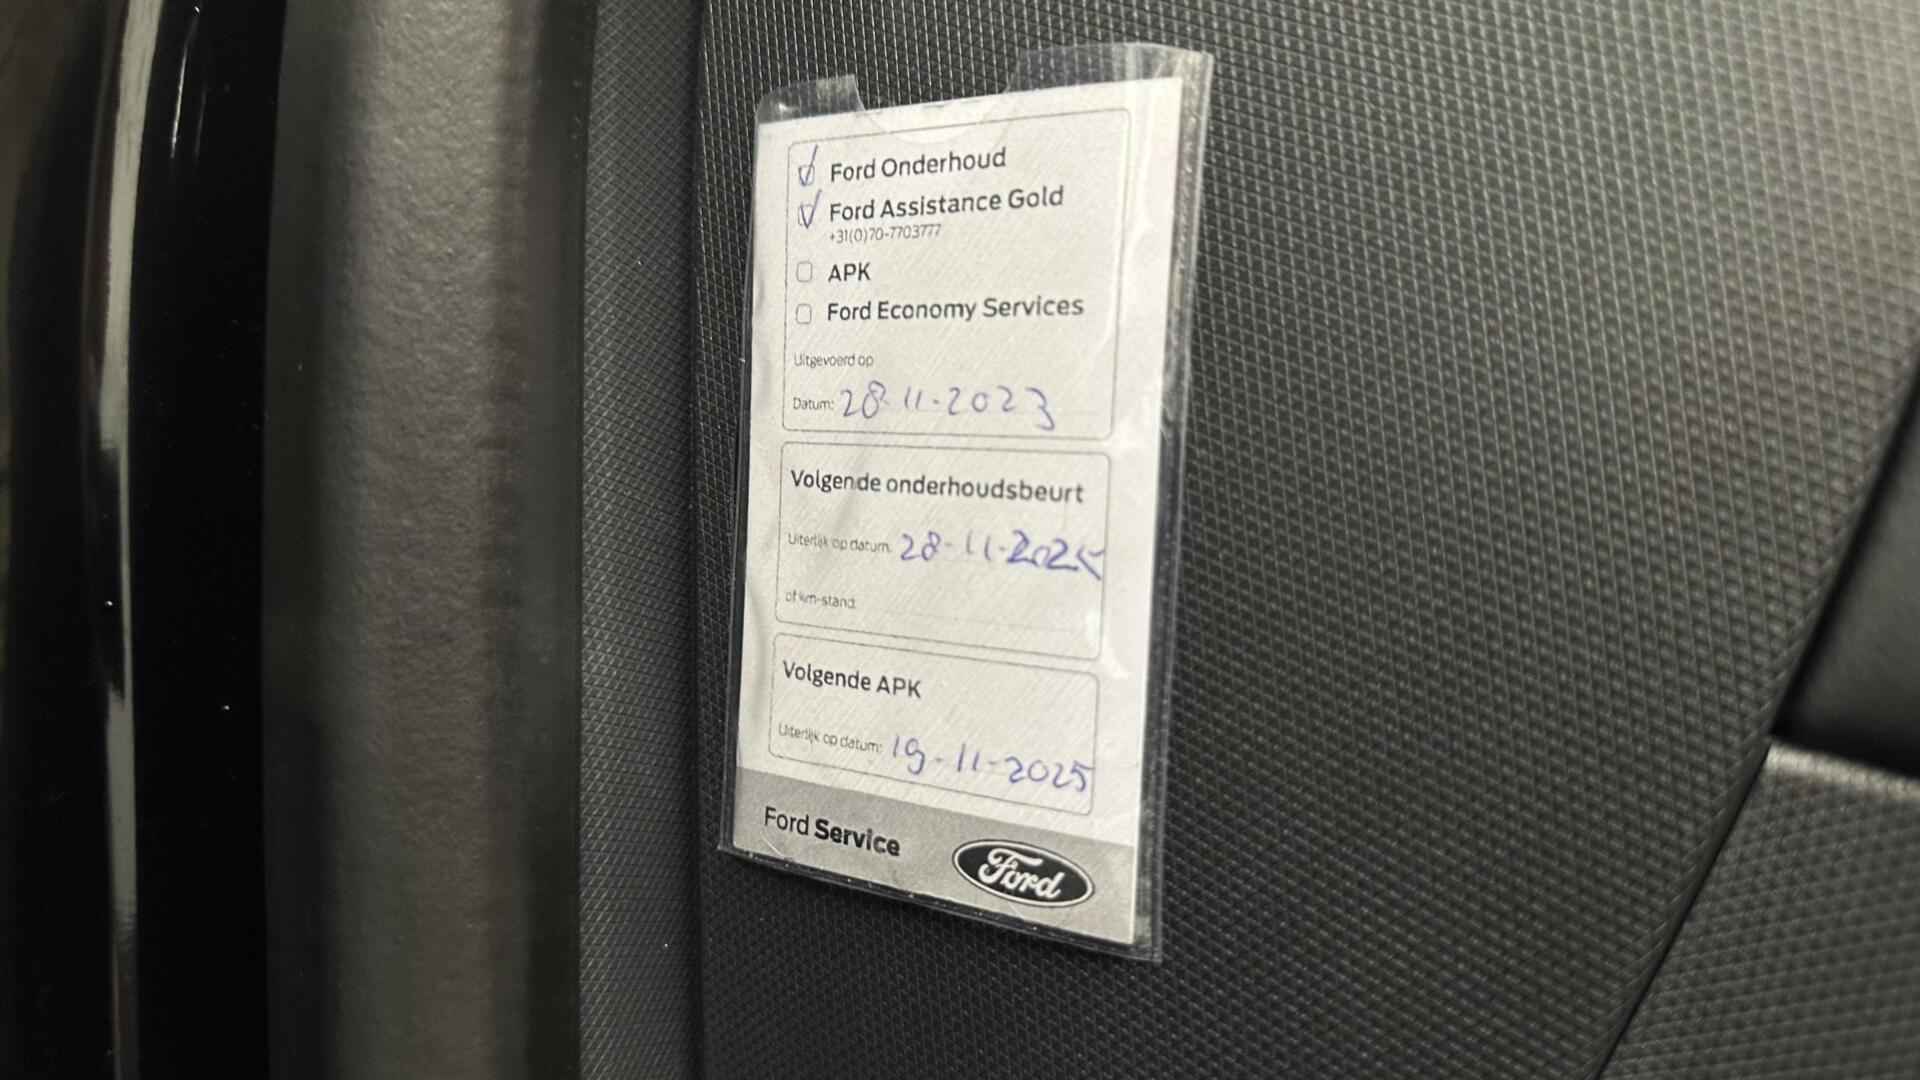 Ford Onderhoud
Ford Assistance Gold
+31(0)70-7703777
APK
Ford Economy Services
Uitgevoerd op
Datum: 28-11-2023
Volgende onderhoudsbeurt
Uiterlijk op datum: 28-11-2025
of km-stand:
Volgende APK
Uiterlijk op datum: 19-11-2025
Ford Service
Ford